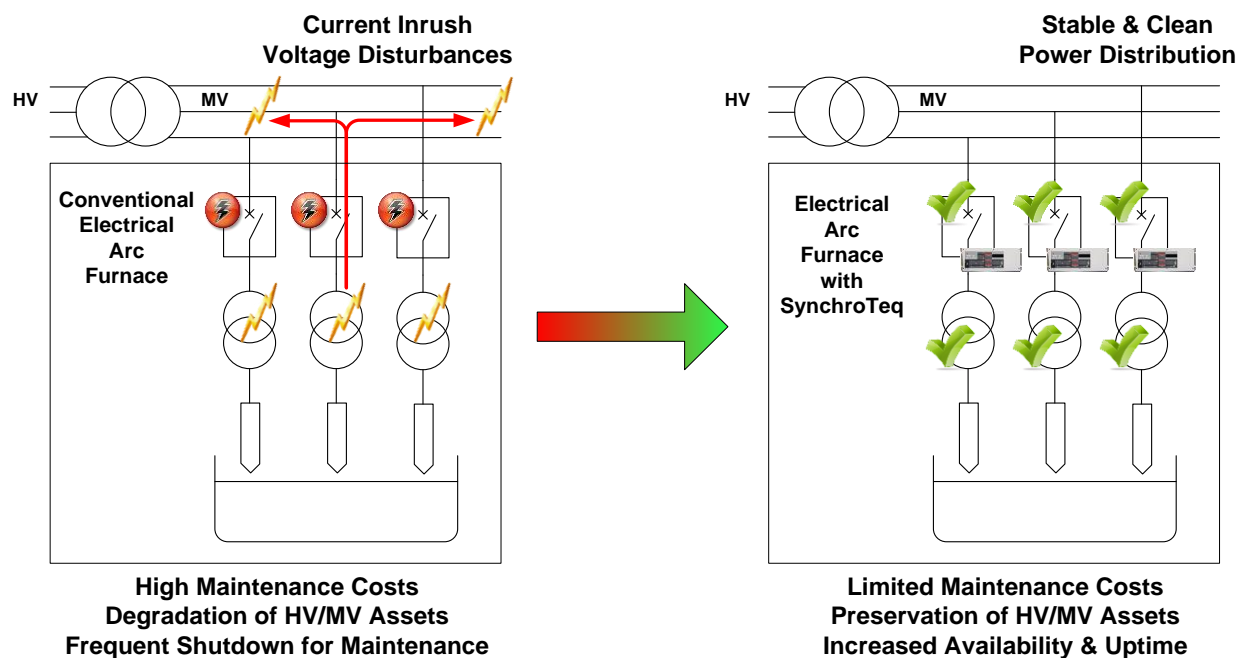 Current Inrush
Voltage Disturbances
HV
MV
Conventional
Electrical
Arc
Furnace
High Maintenance Costs
Degradation of HV/MV Assets
Frequent Shutdown for Maintenance
Stable & Clean
Power Distribution
HV
MV
Electrical
Arc
Furnace
with
SynchroTeq
Limited Maintenance Costs
Preservation of HV/MV Assets
Increased Availability & Uptime